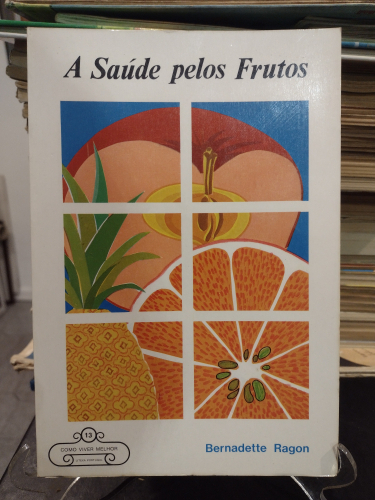 A Saúde pelos Frutos
13
COMO VIVER MELHOR
Bernadette Ragon